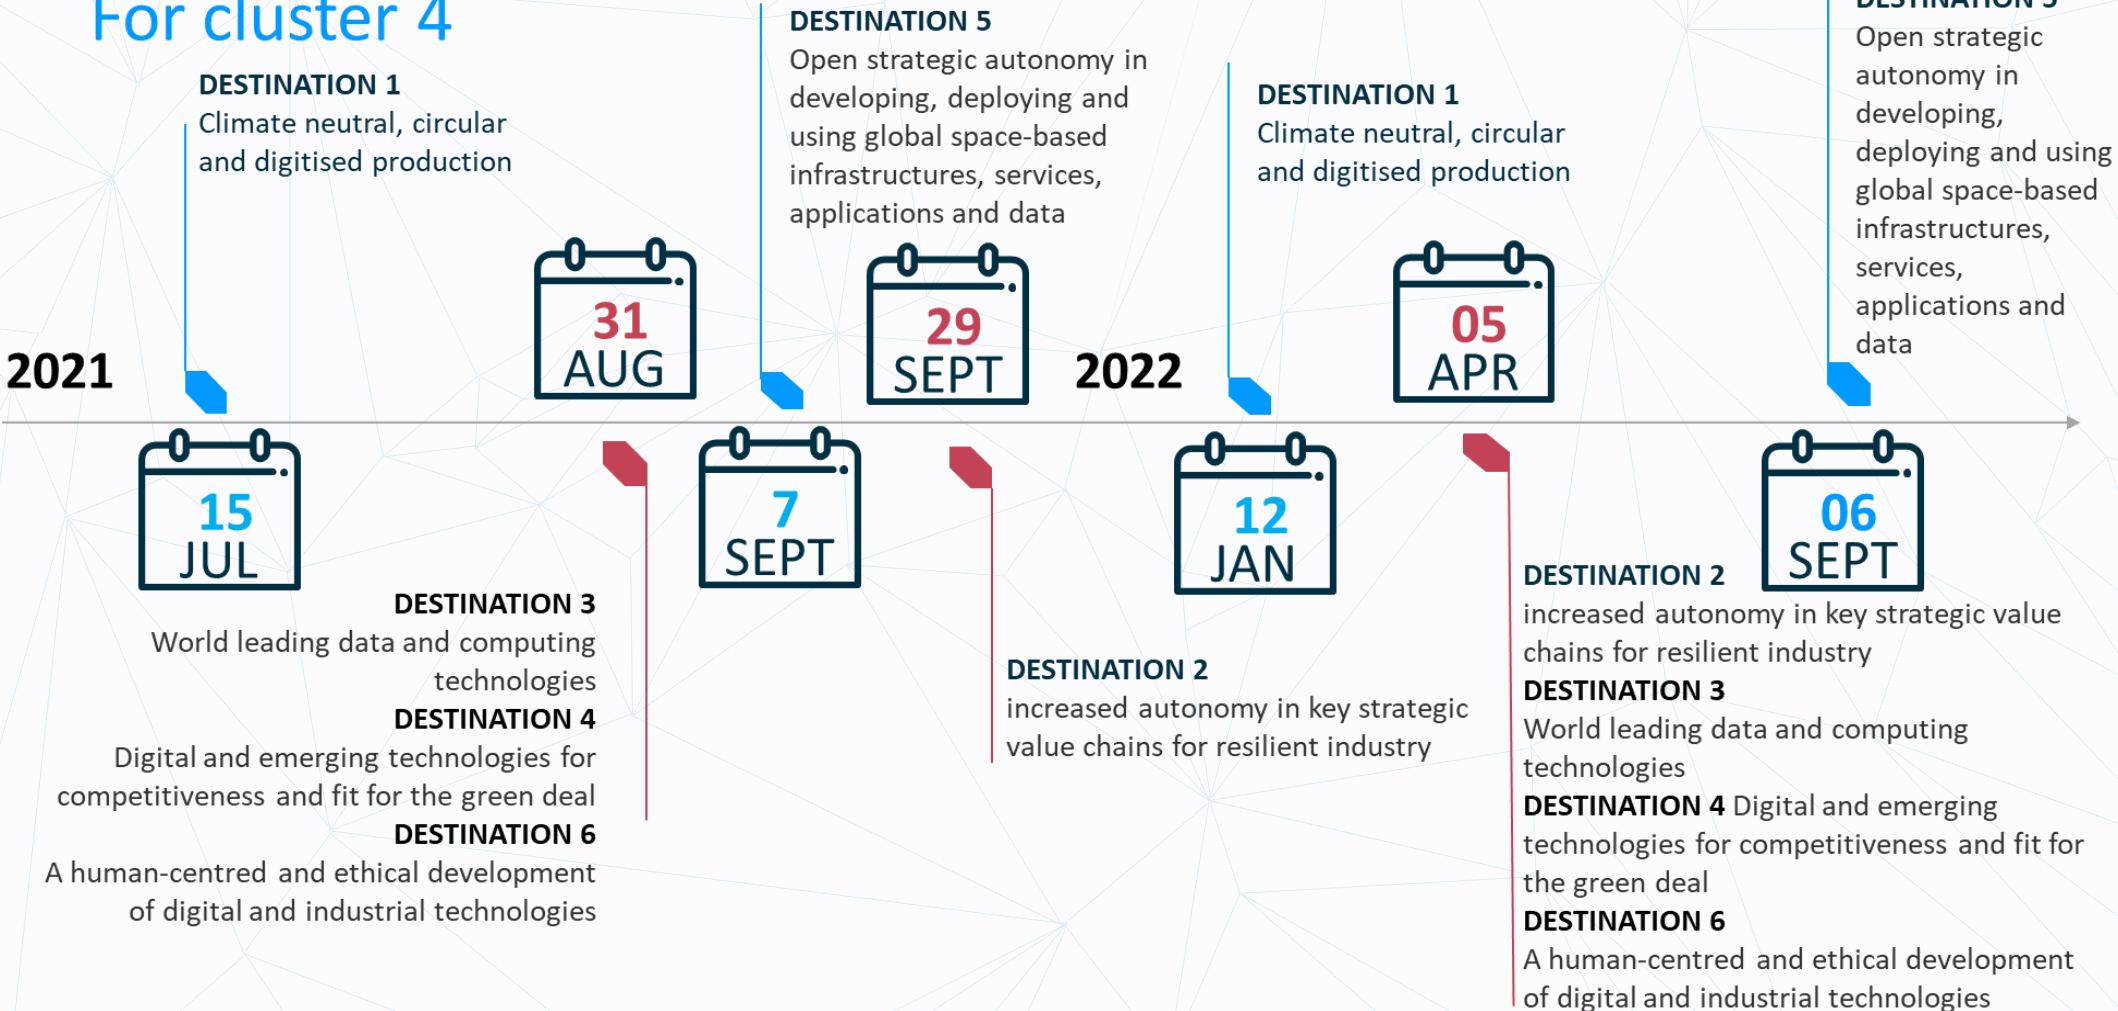 For cluster 4
DESTINATION 1
Climate neutral, circular
and digitised production
DESTINATION 5
Open strategic autonomy in
developing, deploying and
using global space-based
infrastructures, services,
applications and data
DESTINATION 1
Climate neutral, circular
and digitised production
DESTINATION 5
Open strategic
autonomy in
developing,
deploying and using
global space-based
infrastructures,
services,
applications and
data
31
AUG
29
SEPT
05
APR
2021
2022
15
JUL
7
SEPT
12
JAN
06
SEPT
DESTINATION 3
World leading data and computing
technologies
DESTINATION 4
Digital and emerging technologies for
competitiveness and fit for the green deal
DESTINATION 6
A human-centred and ethical development
of digital and industrial technologies
DESTINATION 2
increased autonomy in key strategic
value chains for resilient industry
DESTINATION 2
increased autonomy in key strategic value
chains for resilient industry
DESTINATION 3
World leading data and computing
technologies
DESTINATION 4 Digital and emerging
technologies for competitiveness and fit for
the green deal
DESTINATION 6
A human-centred and ethical development
of digital and industrial technologies